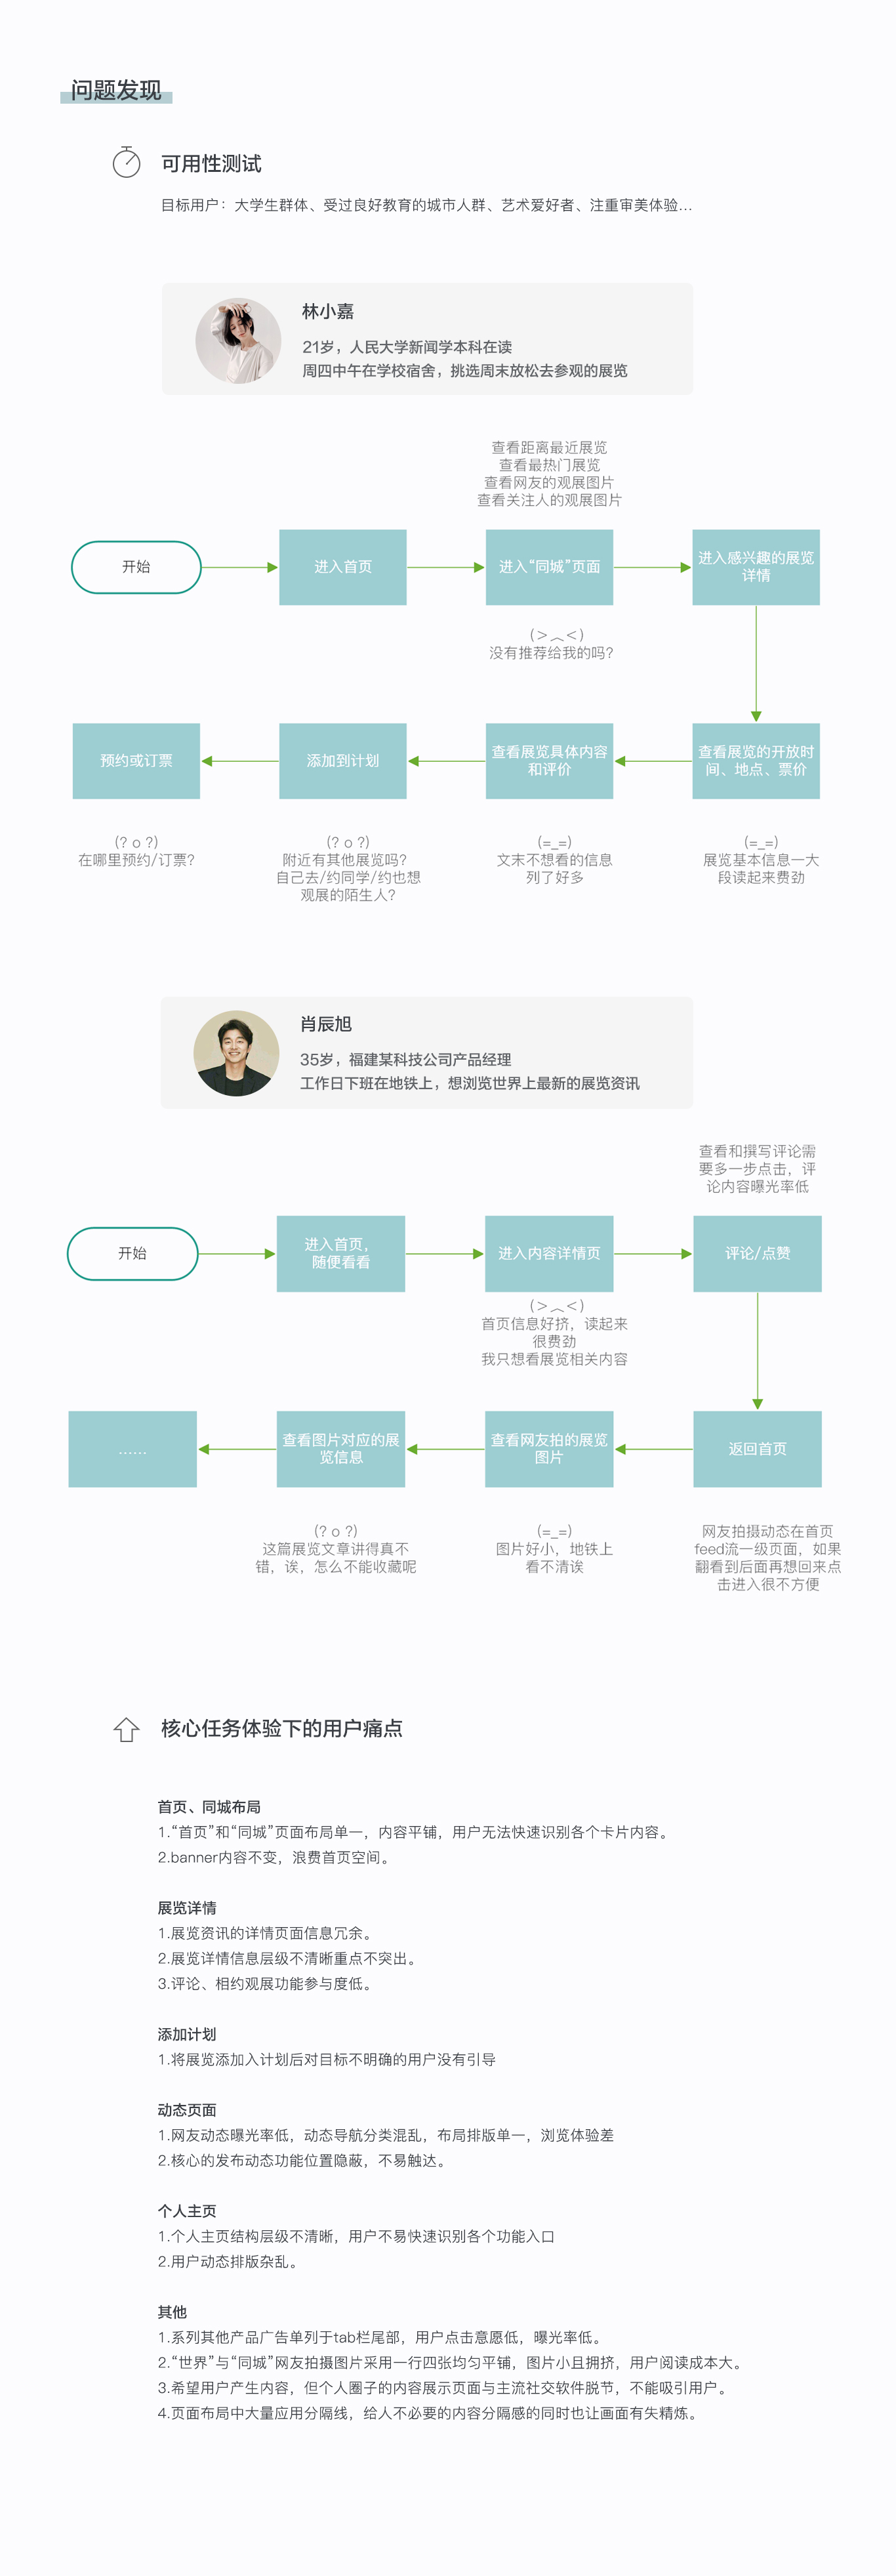 问题发现
可用性测试
目标用户：大学生群体、受过良好教育的城市人群、艺术爱好者、注重审美体验...
林小嘉
21岁，人民大学新闻学本科在读
周四中午在学校宿舍，挑选周末放松去参观的展览
查看距离最近展览
查看最热门展览
查看网友的观展图片
查看关注人的观展图片
开始
进入首页
进入“同城”页面
进入感兴趣的展览
详情
(>︿<)
没有推荐给我的吗？
预约或订票
添加到计划
查看展览具体内容
和评价
查看展览的开放时
间、地点、票价
(? o ?)
在哪里预约/订票？
(? o ?)
附近有其他展览吗？
自己去/约同学/约也想
观展的陌生人？
(=_=)
文末不想看的信息
列了好多
(=_=)
展览基本信息一大
段读起来费劲
肖辰旭
35岁，福建某科技公司产品经理
工作日下班在地铁上，想浏览世界上最新的展览资讯
查看和撰写评论需
要多一步点击，评
论内容曝光率低
开始
进入首页，
随便看看
进入内容详情页
评论/点赞
(>︿<)
首页信息好挤，读起来
很费劲
我只想看展览相关内容
......
查看图片对应的展
览信息
查看网友拍的展览
图片
返回首页
(? o ?)
这篇展览文章讲得真不
错，诶，怎么不能收藏呢
(=_=)
图片好小，地铁上
看不清诶
网友拍摄动态在首页
feed流一级页面，如果
翻看到后面再想回来点
击进入很不方便
核心任务体验下的用户痛点
首页、同城布局
1.“首页”和“同城”页面布局单一，内容平铺，用户无法快速识别各个卡片内容。
2.banner内容不变，浪费首页空间。
展览详情
1.展览资讯的详情页面信息冗余。
2.展览详情信息层级不清晰重点不突出。
3.评论、相约观展功能参与度低。
添加计划
1.将展览添加入计划后对目标不明确的用户没有引导
动态页面
1.网友动态曝光率低，动态导航分类混乱，布局排版单一，浏览体验差
2.核心的发布动态功能位置隐蔽，不易触达。
个人主页
1.个人主页结构层级不清晰，用户不易快速识别各个功能入口
2.用户动态排版杂乱。
其他
1.系列其他产品广告单列于tab栏尾部，用户点击意愿低，曝光率低。
2.“世界”与“同城”网友拍摄图片采用一行四张均匀平铺，图片小且拥挤，用户阅读成本大。
3.希望用户产生内容，但个人圈子的内容展示页面与主流社交软件脱节，不能吸引用户。
4.页面布局中大量应用分隔线，给人不必要的内容分隔感的同时也让画面有失精炼。